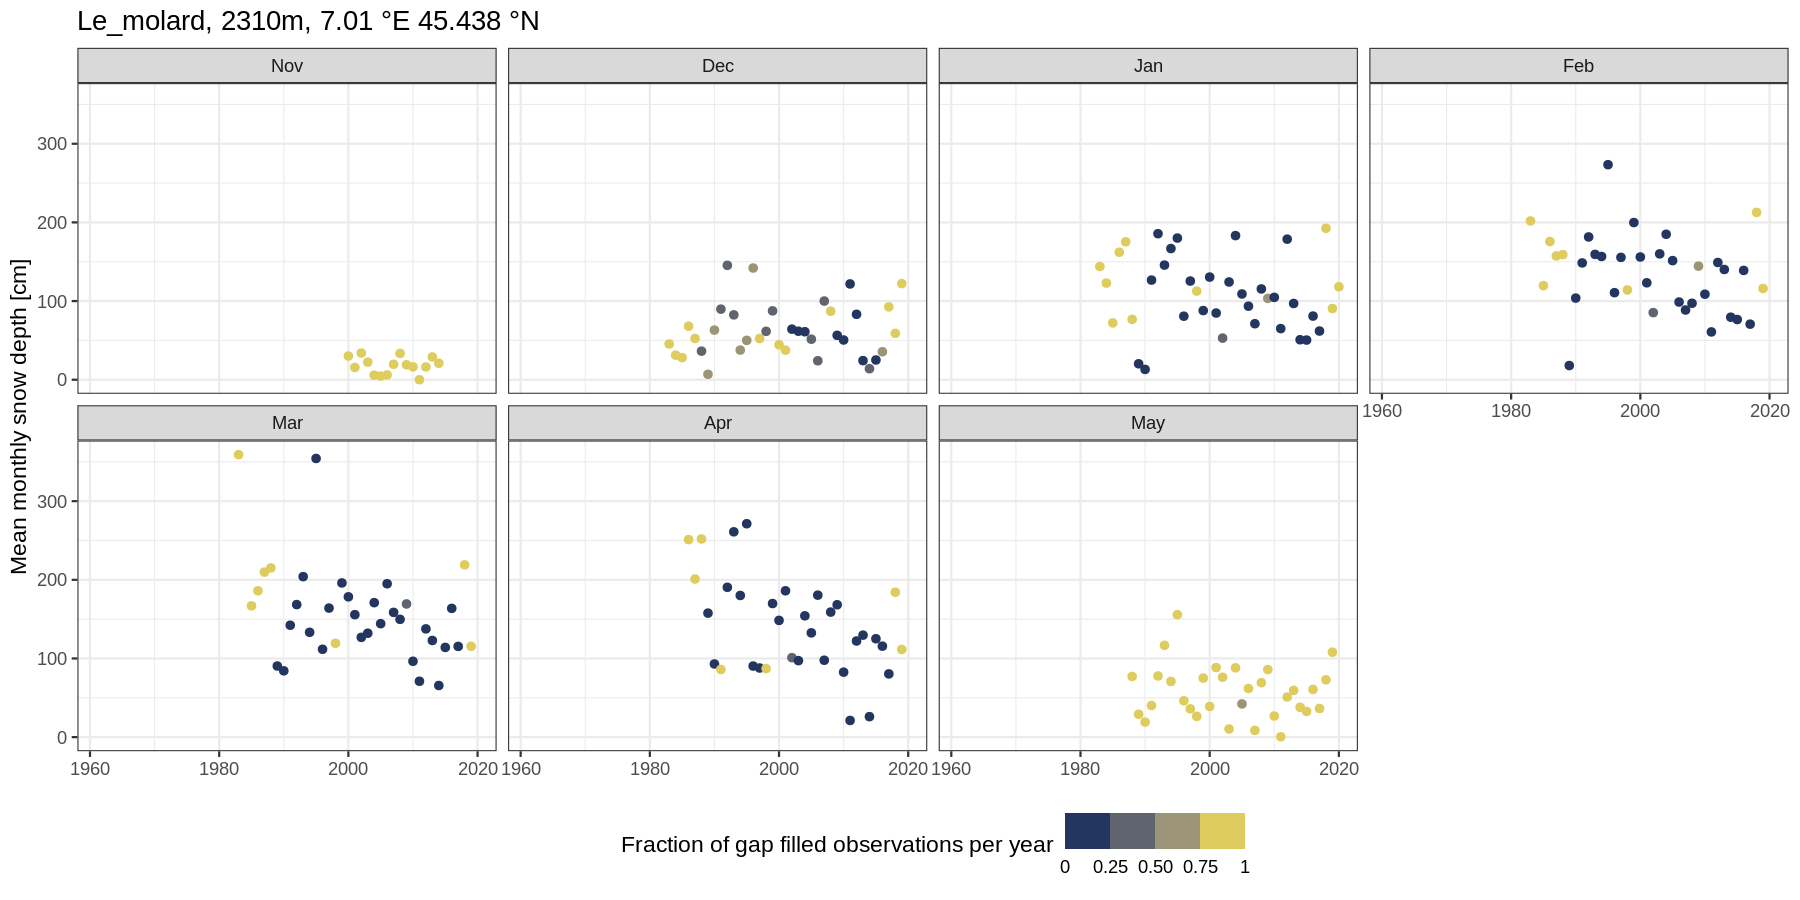 Le_molard, 2310m, 7.01 °E 45.438 °N
Nov
Dec
Jan
Feb
300
200
100
0
1960 1980 2000 2020
Mar
Apr
May
Mean monthly snow depth [cm]
300
200
100
0
1960 1980 2000 2020 1960 1980 2000 2020 1960 1980 2000 2020
Fraction of gap filled observations per year
0 0.25 0.50 0.75 1